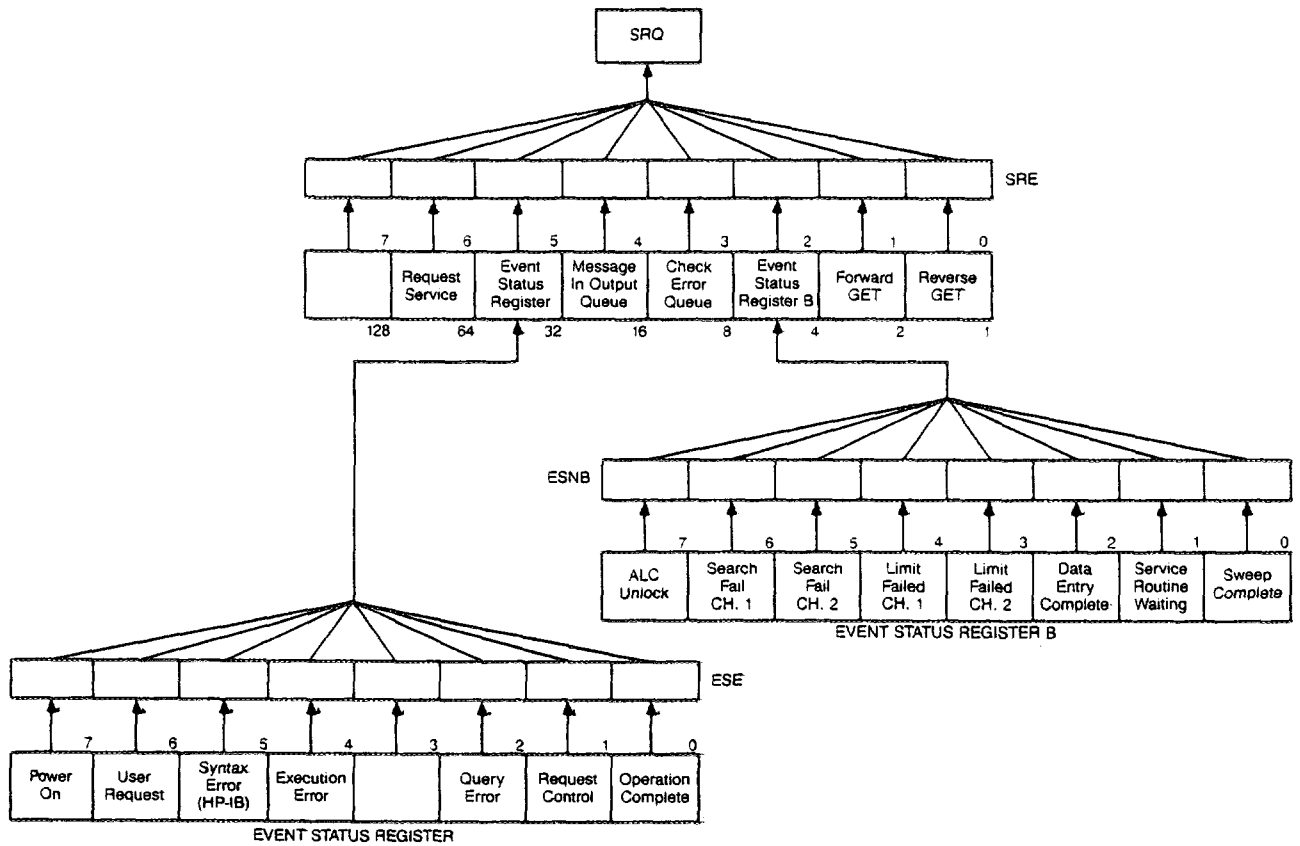 SRQ
SRE
7 6 5 4 3 2 1 0
Request Service
Event Status Register
Message In Output Queue
Check Error Queue
Event Status Register B
Forward GET
Reverse GET
128 64 32 16 8 4 2 1
ESNB
7 6 5 4 3 2 1 0
ALC Unlock
Search Fail CH. 1
Search Fail CH. 2
Limit Failed CH. 1
Limit Failed CH. 2
Data Entry Complete
Service Routine Waiting
Sweep Complete
EVENT STATUS REGISTER B
ESE
7 6 5 4 3 2 1 0
Power On
User Request
Syntax Error (HP-IB)
Execution Error
Query Error
Request Control
Operation Complete
EVENT STATUS REGISTER